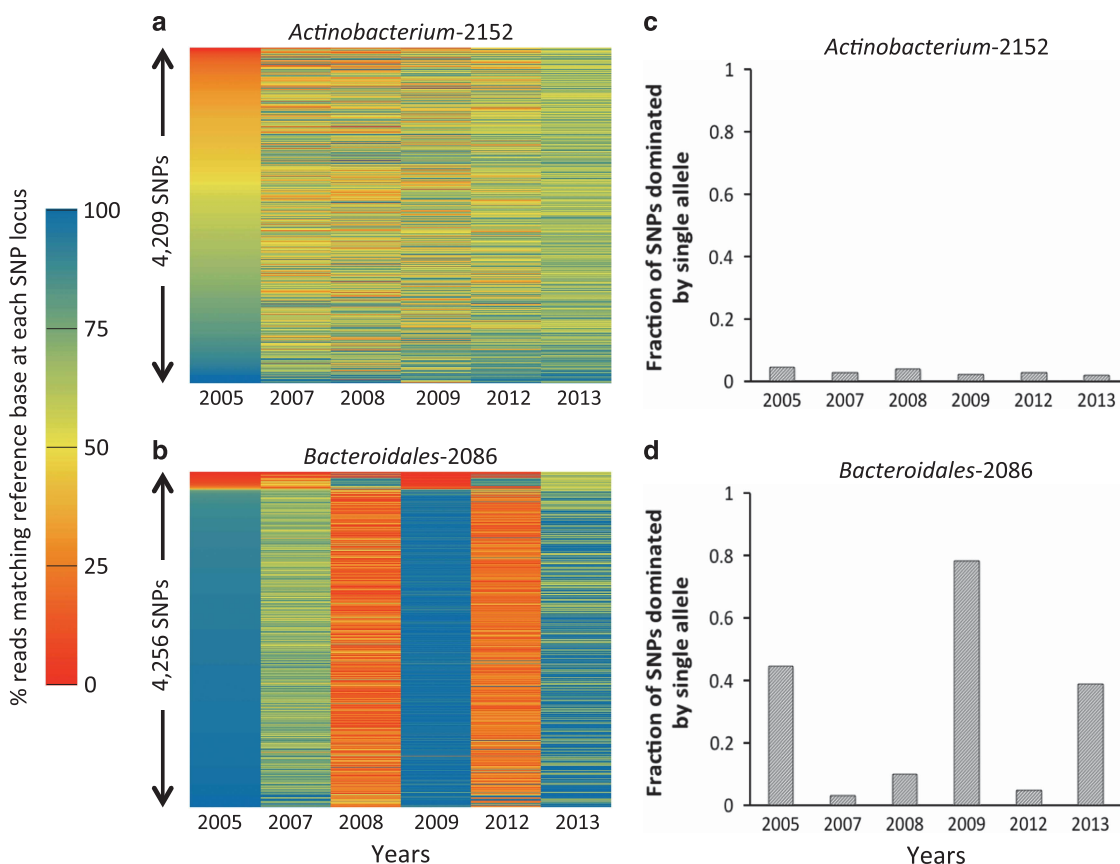 a
Actinobacterium-2152
% reads matching reference base at each SNP locus
100
75
50
25
0
4,209 SNPs
2005 2007 2008 2009 2012 2013
b
Bacteroidales-2086
4,256 SNPs
2005 2007 2008 2009 2012 2013
Years
c
Actinobacterium-2152
Fraction of SNPs dominated
by single allele
1
0.8
0.6
0.4
0.2
0
2005 2007 2008 2009 2012 2013
d
Bacteroidales-2086
Fraction of SNPs dominated
by single allele
1
0.8
0.6
0.4
0.2
0
2005 2007 2008 2009 2012 2013
Years